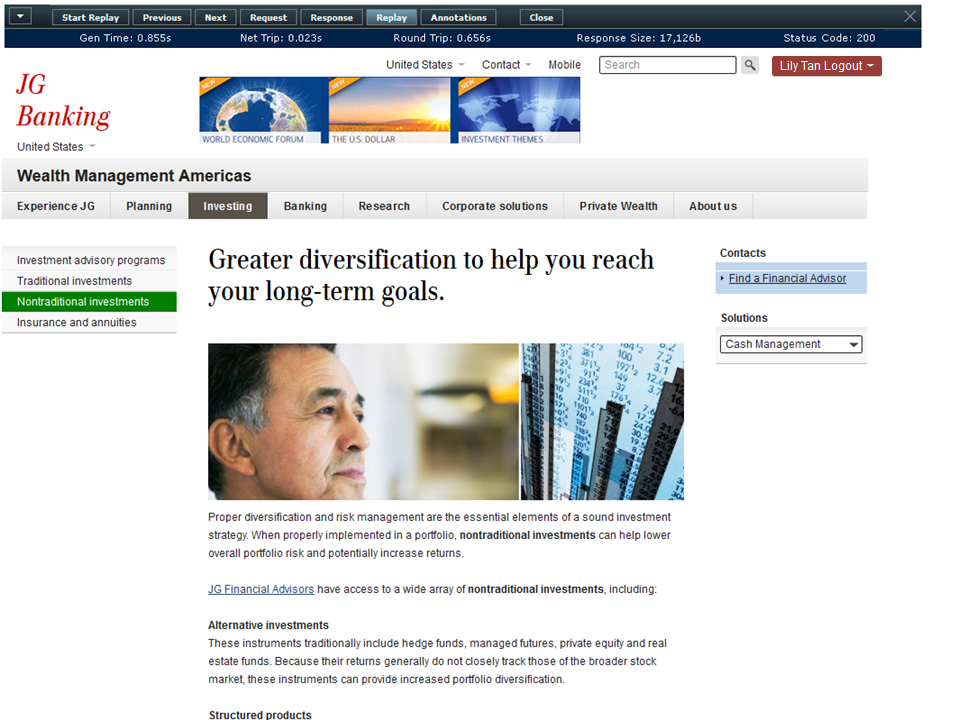 Start Replay Previous Next Request Response Replay Annotations Close
Gen Time: 0.855s Net Trip: 0.023s Round Trip: 0.656s Response Size: 17,126b Status Code: 200
United States Contact Mobile Search Lily Tan Logout
JG
Banking
NEW NEW NEW
WORLD ECONOMIC FORUM THE U.S. DOLLAR INVESTMENT THEMES
United States
Wealth Management Americas
Experience JG Planning Investing Banking Research Corporate solutions Private Wealth About us
Investment advisory programs
Traditional investments
Nontraditional investments
Insurance and annuities
Greater diversification to help you reach
your long-term goals.
Contacts
Find a Financial Advisor
Solutions
Cash Management
Proper diversification and risk management are the essential elements of a sound investment
strategy. When properly implemented in a portfolio, nontraditional investments can help lower
overall portfolio risk and potentially increase returns.
JG Financial Advisors have access to a wide array of nontraditional investments, including:
Alternative investments
These instruments traditionally include hedge funds, managed futures, private equity and real
estate funds. Because their returns generally do not closely track those of the broader stock
market, these instruments can provide increased portfolio diversification.
Structured products